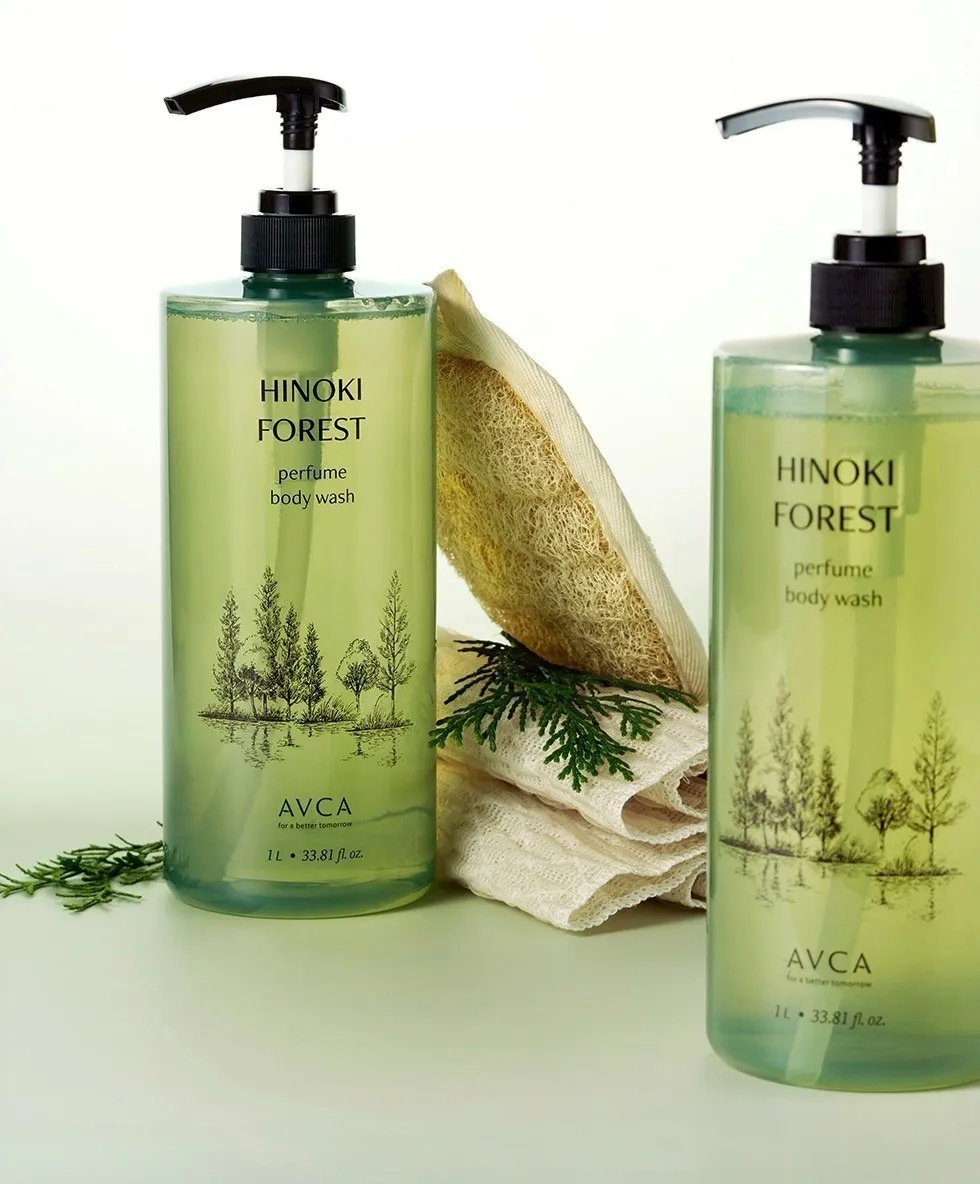 HINOKI
FOREST
perfume
body wash
AVCA
for a better tomorrow
1L • 33.81 fl. oz.
HINOKI
FOREST
perfume
body wash
AVCA
for a better tomorrow
1L • 33.81 fl. oz.